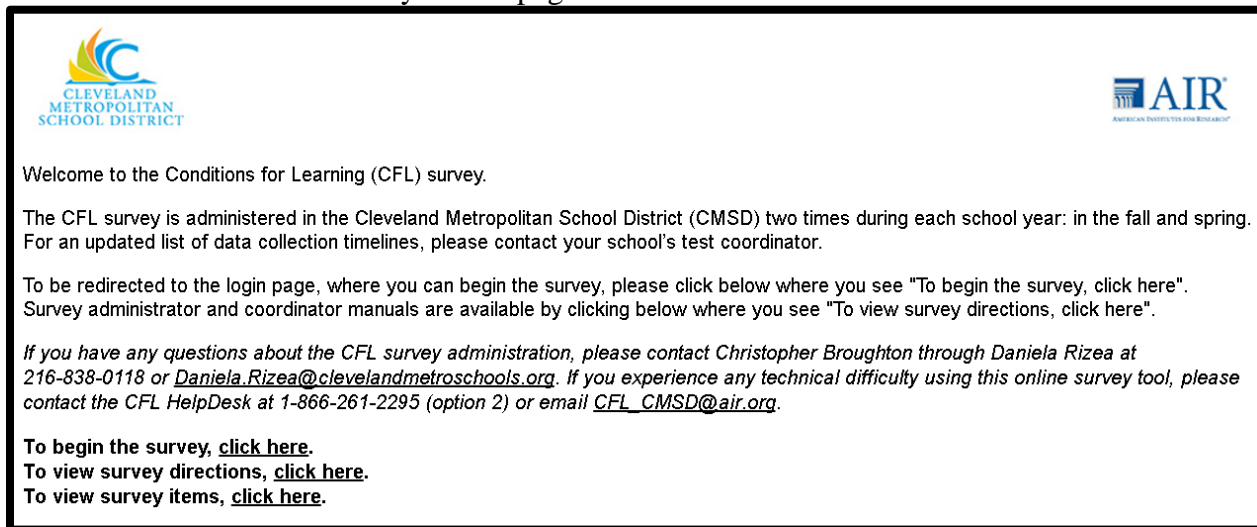 CLEVELAND
METROPOLITAN
SCHOOL DISTRICT
AIR®
AMERICAN INSTITUTES FOR RESEARCH®
Welcome to the Conditions for Learning (CFL) survey.
The CFL survey is administered in the Cleveland Metropolitan School District (CMSD) two times during each school year: in the fall and spring.
For an updated list of data collection timelines, please contact your school's test coordinator.
To be redirected to the login page, where you can begin the survey, please click below where you see "To begin the survey, click here".
Survey administrator and coordinator manuals are available by clicking below where you see "To view survey directions, click here".
If you have any questions about the CFL survey administration, please contact Christopher Broughton through Daniela Rizea at
216-838-0118 or Daniela.Rizea@clevelandmetroschools.org. If you experience any technical difficulty using this online survey tool, please
contact the CFL HelpDesk at 1-866-261-2295 (option 2) or email CFL_CMSD@air.org.
To begin the survey, click here.
To view survey directions, click here.
To view survey items, click here.